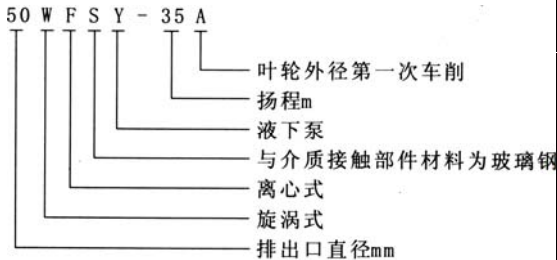 50WFSY-35A
叶轮外径第一次车削
扬程m
液下泵
与介质接触部件材料为玻璃钢
离心式
旋涡式
排出口直径mm